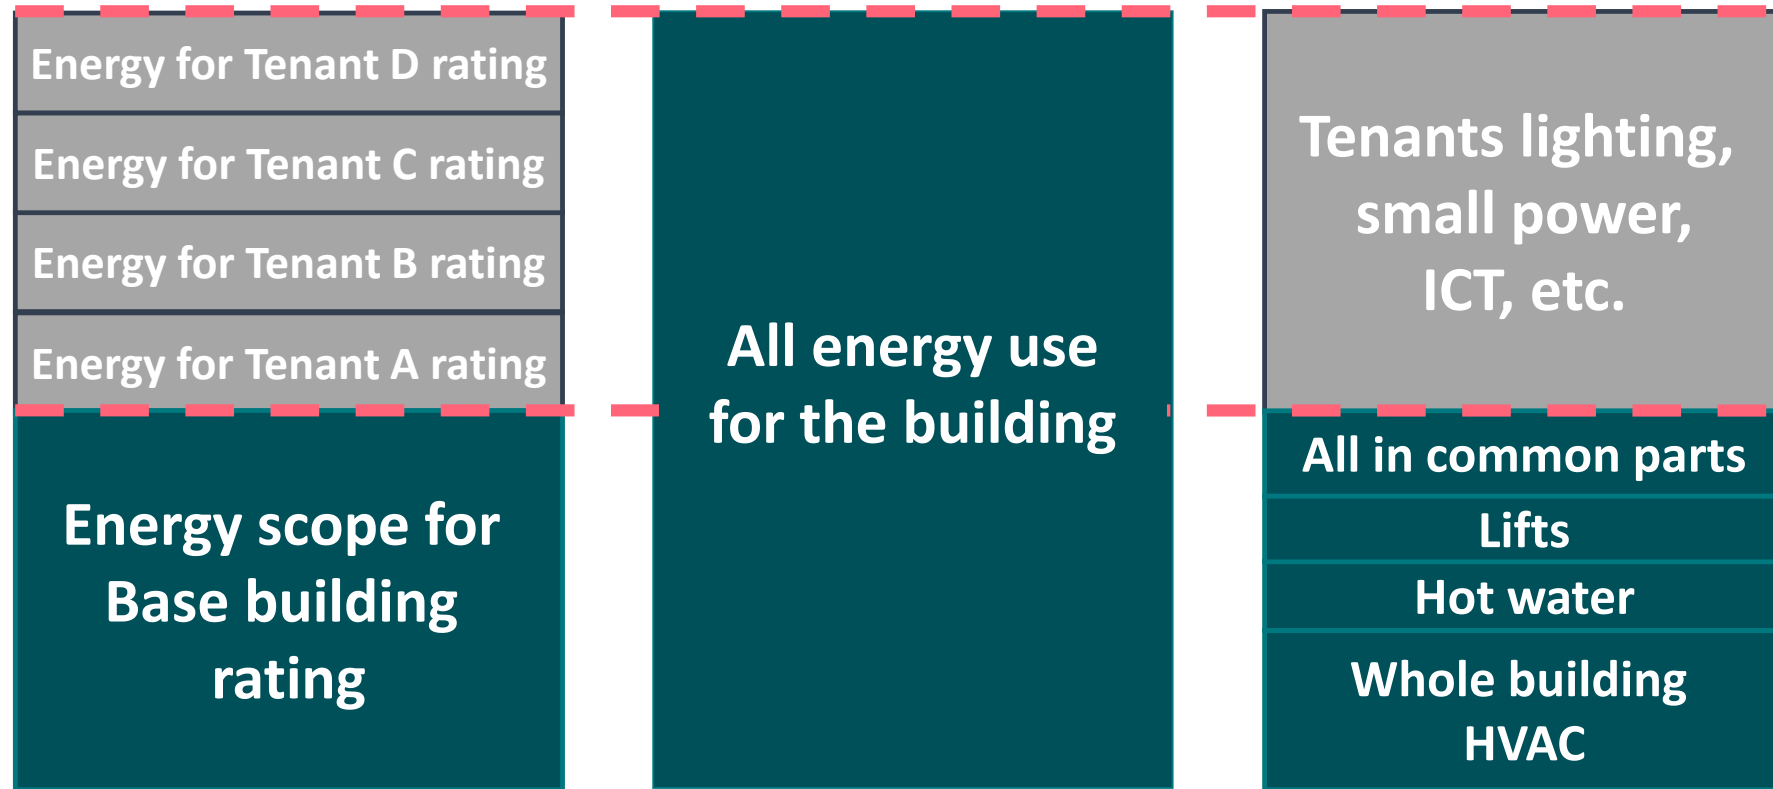 Energy for Tenant D rating
Energy for Tenant C rating
Energy for Tenant B rating
Energy for Tenant A rating
Energy scope for
Base building
rating
All energy use
for the building
Tenants lighting,
small power,
ICT, etc.
All in common parts
Lifts
Hot water
Whole building
HVAC